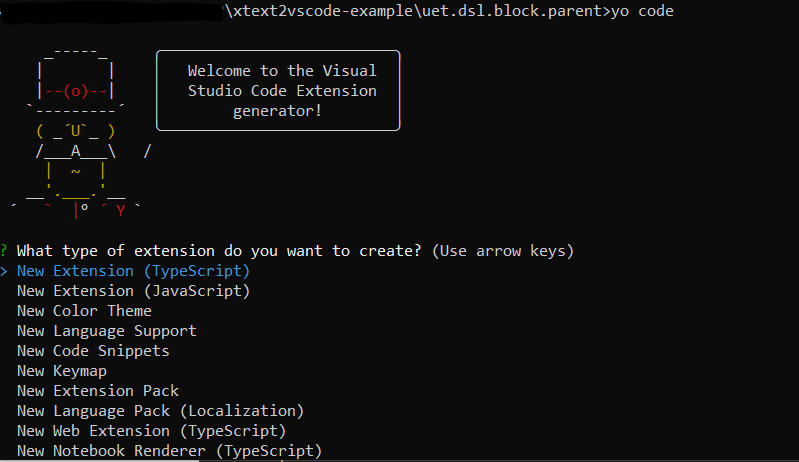 \xtext2vscode-example\uet.dsl.block.parent>yo code
Welcome to the Visual
Studio Code Extension
generator!
? What type of extension do you want to create? (Use arrow keys)
> New Extension (TypeScript)
New Extension (JavaScript)
New Color Theme
New Language Support
New Code Snippets
New Keymap
New Extension Pack
New Language Pack (Localization)
New Web Extension (TypeScript)
New Notebook Renderer (TypeScript)